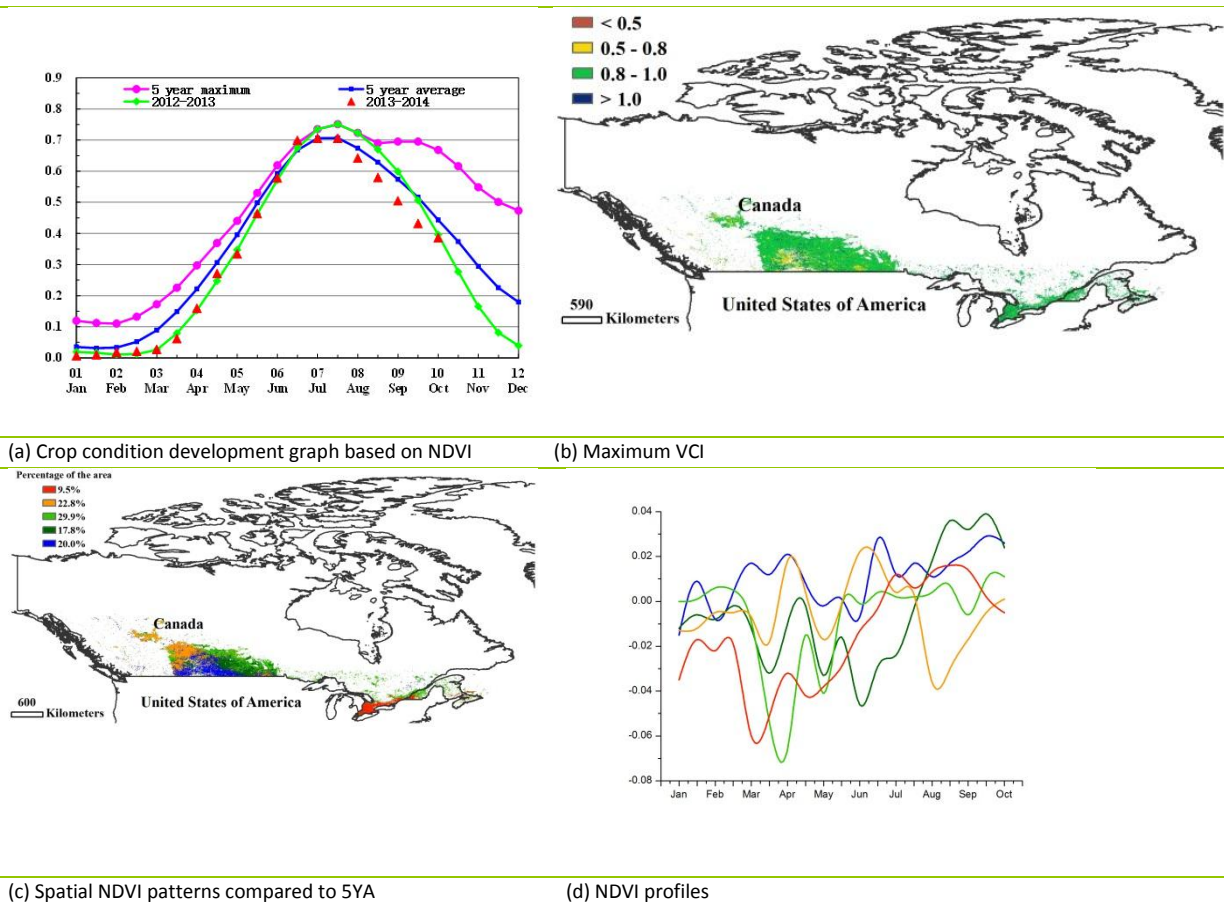 0.9
0.8
0.7
0.6
0.5
0.4
0.3
0.2
0.1
0.0
5 year maximum
5 year average
2012-2013
2013-2014
01 02 03 04 05 06 07 08 09 10 11 12
Jan Feb Mar Apr May Jun Jul Aug Sep Oct Nov Dec
< 0.5
0.5 - 0.8
0.8 - 1.0
> 1.0
Canada
United States of America
590
Kilometers
(a) Crop condition development graph based on NDVI
(b) Maximum VCI
Percentage of the area
9.5%
22.8%
29.9%
17.8%
20.0%
Canada
United States of America
600
Kilometers
0.04
0.02
0.00
-0.02
-0.04
-0.06
-0.08
Jan Feb Mar Apr May Jun Jul Aug Sep Oct
(c) Spatial NDVI patterns compared to 5YA
(d) NDVI profiles